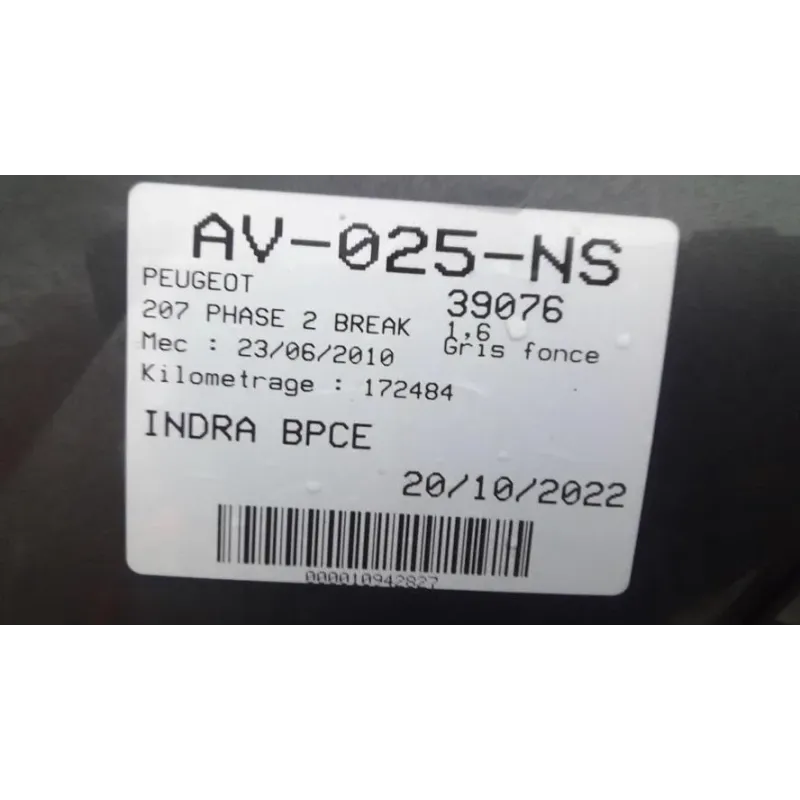 AV-025-NS
PEUGEOT 39076
207 PHASE 2 BREAK 1,6
Mec : 23/06/2010 Gris fonce
Kilometrage : 172484
INDRA BPCE
20/10/2022
000010942827